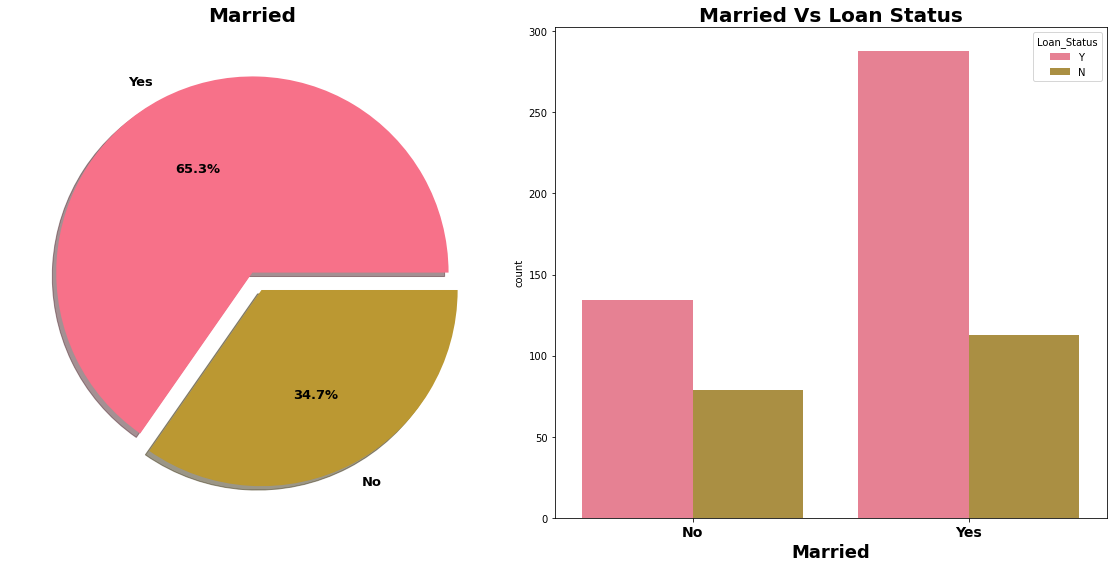 Married
Yes
65.3%
34.7%
No
Married Vs Loan Status
Loan_Status
Y
N
300
250
200
150
100
50
0
count
No
Yes
Married